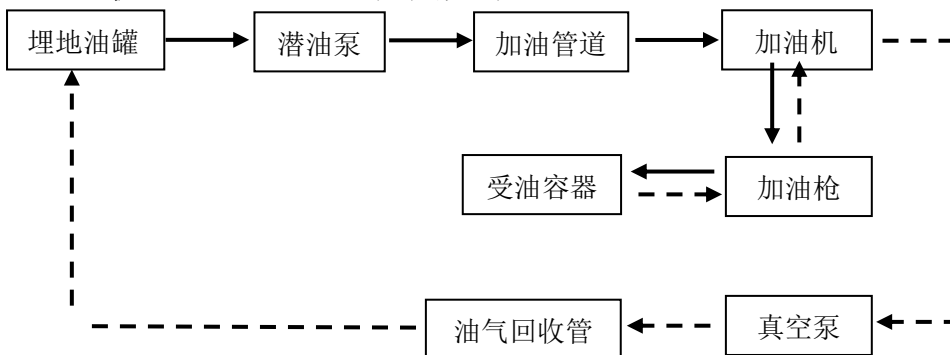 埋地油罐
潜油泵
加油管道
加油机
受油容器
加油枪
油气回收管
真空泵